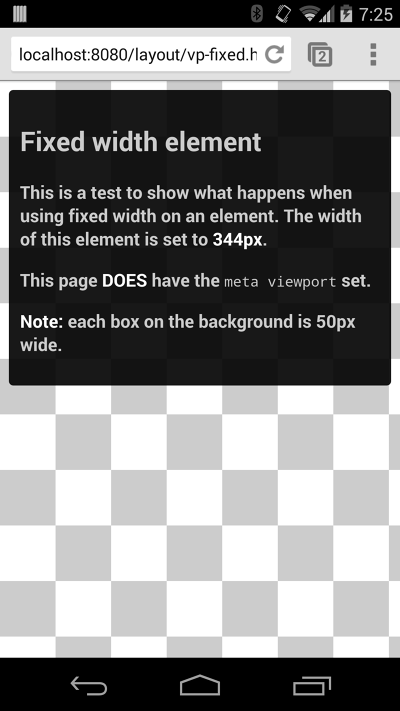 7:25
localhost:8080/layout/vp-fixed.h
2
Fixed width element
This is a test to show what happens when
using fixed width on an element. The width
of this element is set to 344px.
This page DOES have the meta viewport set.
Note: each box on the background is 50px
wide.